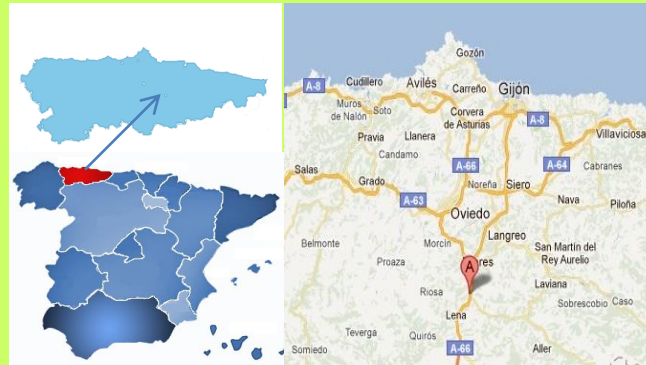 Gozón
Cudillero
Avilés
Carreño
Gijón
A-8
Muros
de Nalón
Soto
Corvera
de Asturias
A-8
Pravia
Llanera
Villaviciosa
Candamo
A-66
A-64
Cabranes
Salas
Grado
Noreña
Siero
A-63
Nava
Piloña
Oviedo
Belmonte
Morcín
Langreo
San Martín del
Rey Aurelio
Proaza
A
res
Laviana
Riosa
Sobrescobio
Caso
Lena
Teverga
Quirós
Somiedo
A-66
Aller